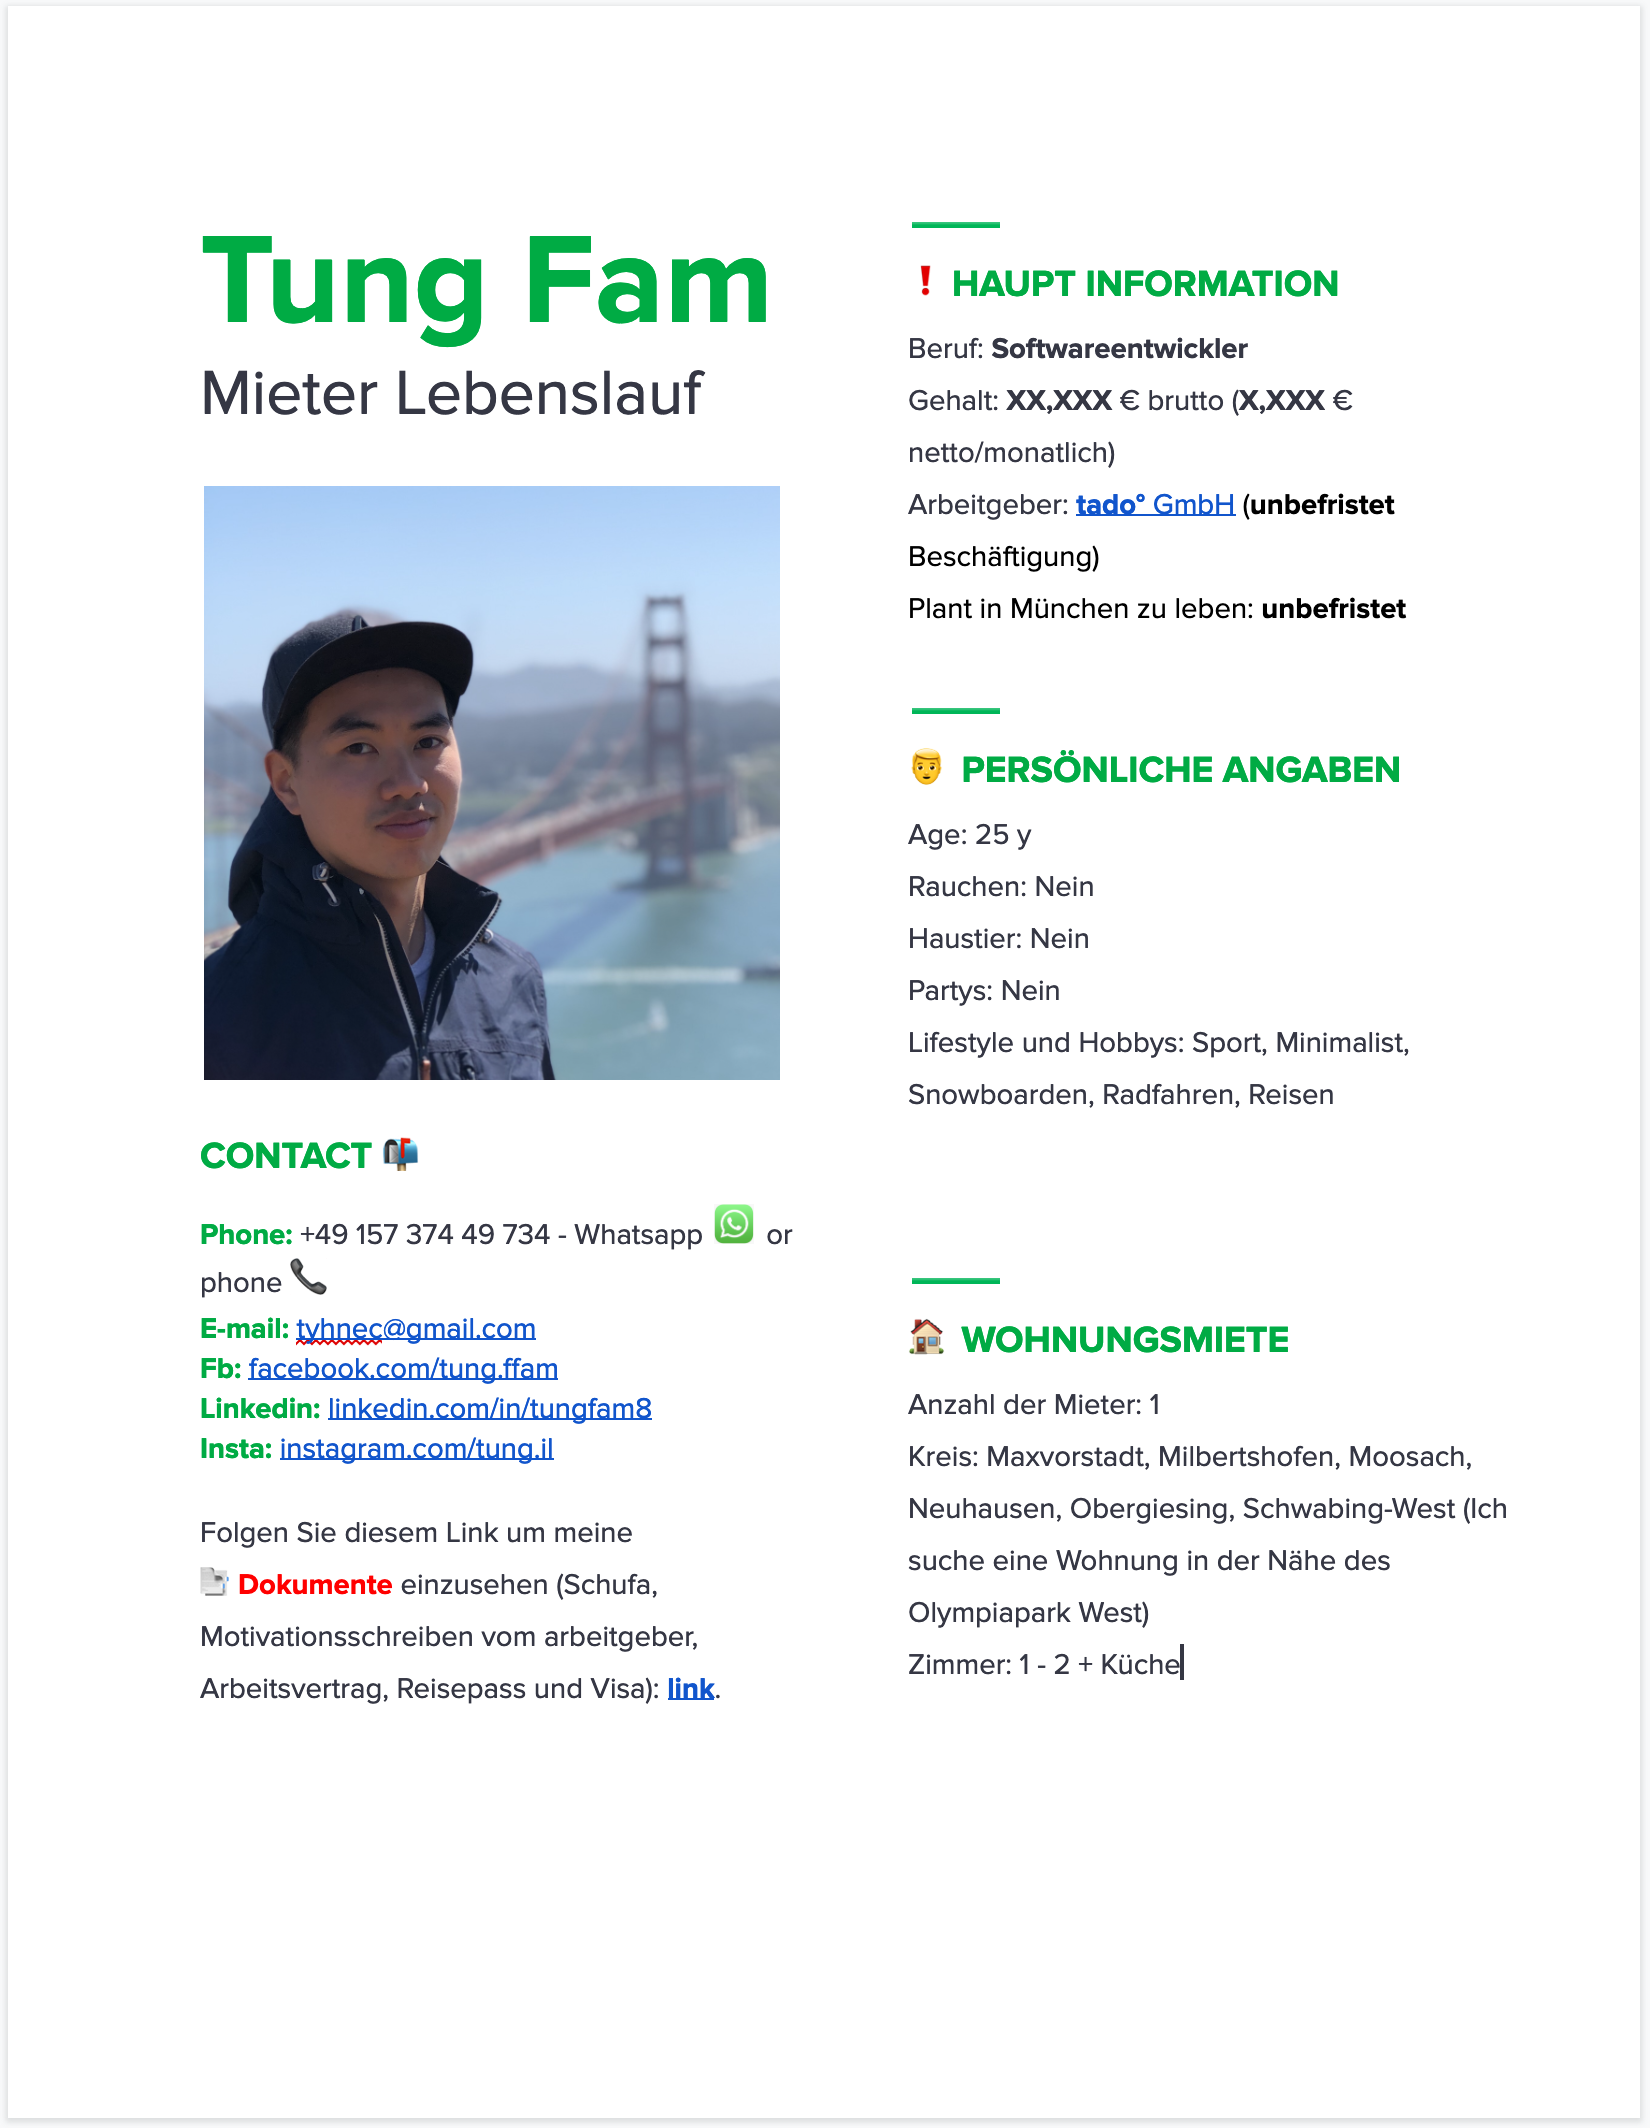 Tung Fam
Mieter Lebenslauf
CONTACT
Phone: +49 157 374 49 734 - Whatsapp or
phone
E-mail: tyhnec@gmail.com
Fb: facebook.com/tung.ffam
Linkedin: linkedin.com/in/tungfam8
Insta: instagram.com/tung.il
Folgen Sie diesem Link um meine
Dokumente einzusehen (Schufa,
Motivationsschreiben vom arbeitgeber,
Arbeitsvertrag, Reisepass und Visa): link.
❗ HAUPT INFORMATION
Beruf: Softwareentwickler
Gehalt: XX,XXX € brutto (X,XXX €
netto/monatlich)
Arbeitgeber: tado° GmbH (unbefristet
Beschäftigung)
Plant in München zu leben: unbefristet
PERSÖNLICHE ANGABEN
Age: 25 y
Rauchen: Nein
Haustier: Nein
Partys: Nein
Lifestyle und Hobbys: Sport, Minimalist,
Snowboarden, Radfahren, Reisen
WOHNUNGSMIETE
Anzahl der Mieter: 1
Kreis: Maxvorstadt, Milbertshofen, Moosach,
Neuhausen, Obergiesing, Schwabing-West (Ich
suche eine Wohnung in der Nähe des
Olympiapark West)
Zimmer: 1 - 2 + Küche